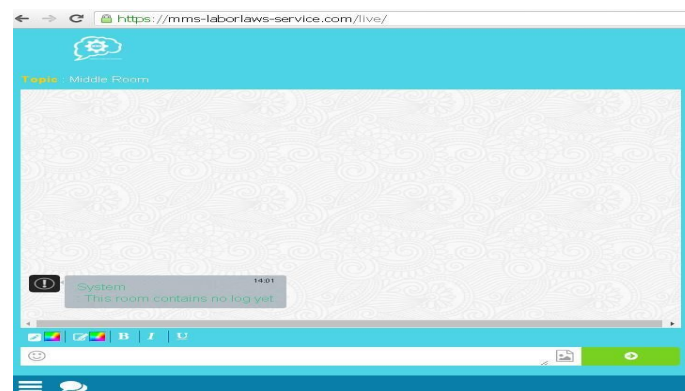 https://mms-laborlaws-service.com/live/
Topic : Middle Room
14:01
System
This room contains no log yet.
B I U